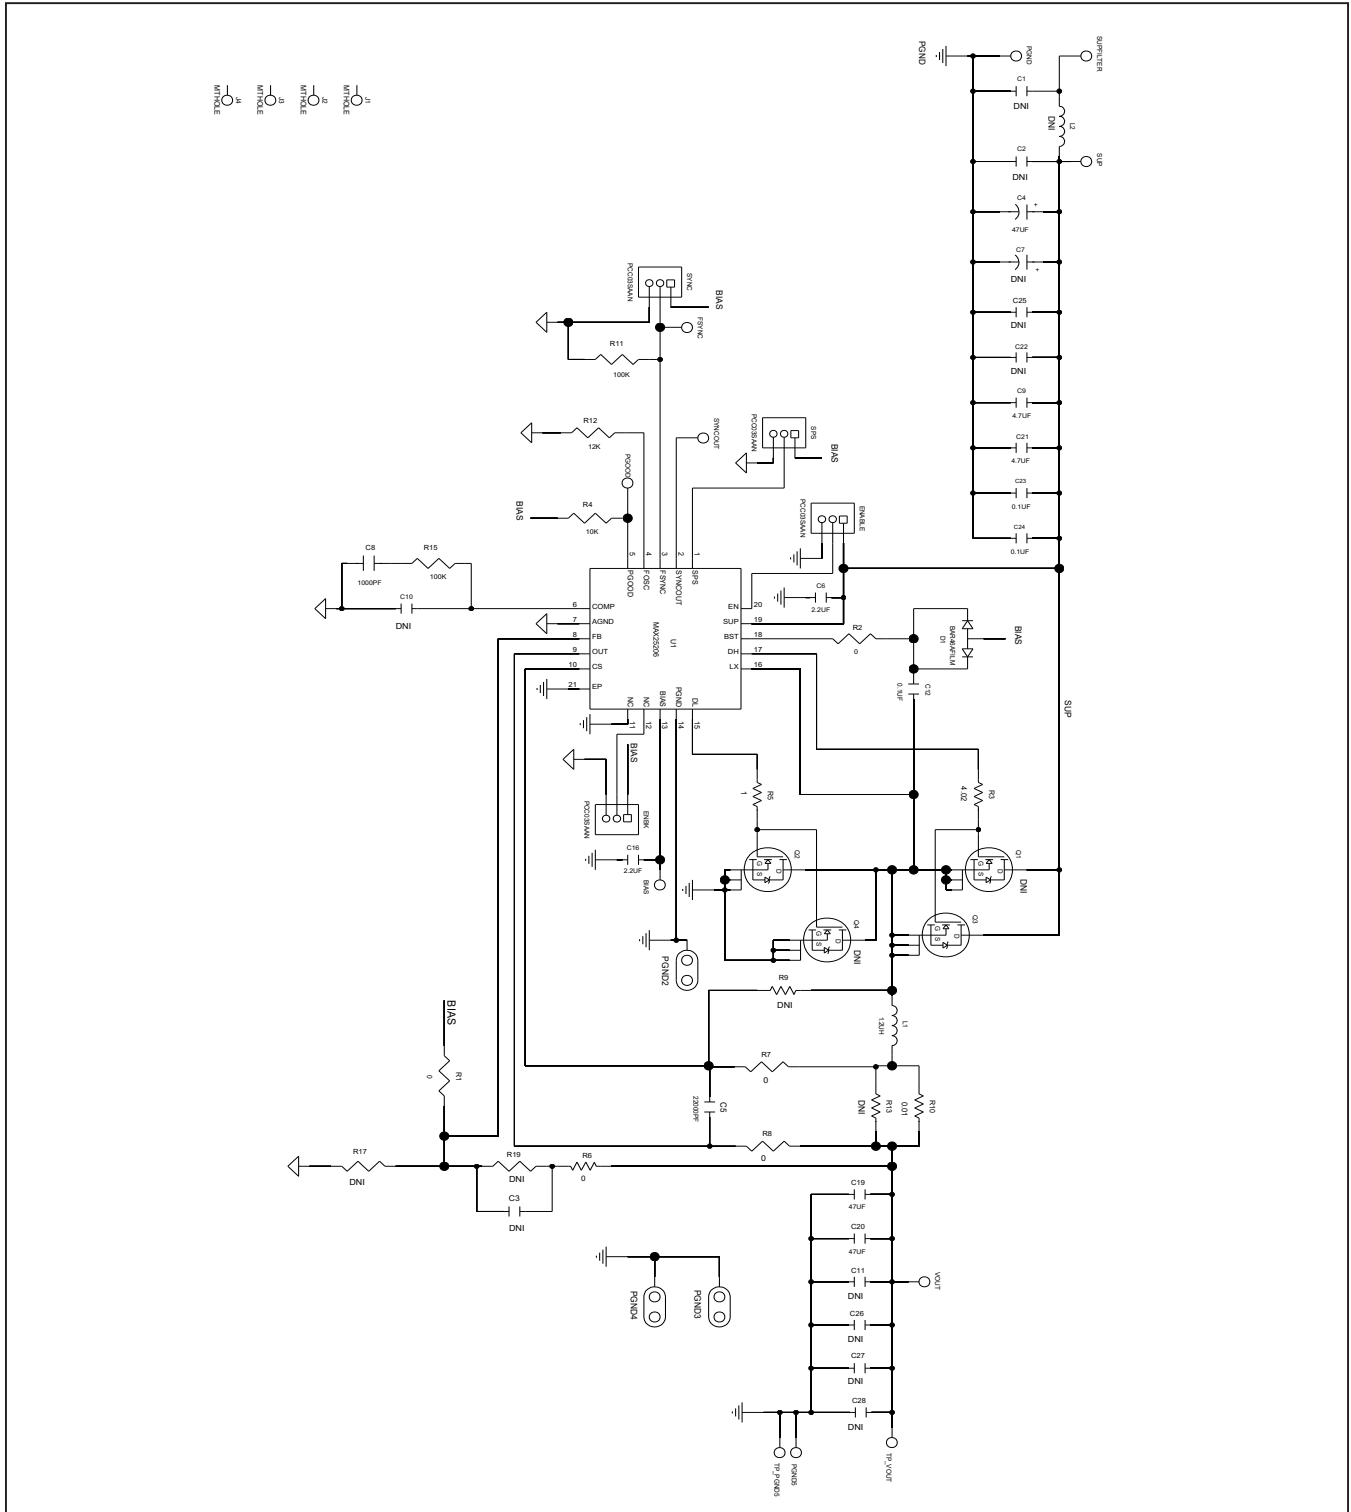 PGND
PGND
SUPFILTER
C1
DNI
L2
DNI
C2
DNI
SUP
C4
+
47UF
C7
+
DNI
C25
DNI
C22
DNI
C9
4.7UF
C21
4.7UF
C23
0.1UF
C24
0.1UF
J4
MTHOLE
J3
MTHOLE
J2
MTHOLE
J1
MTHOLE
SYNC
PCC03SAAN
BIAS
FSYNC
R11
100K
R12
12K
SYNCOUT
PGOOD
SPS
PCC03SAAN
BIAS
BIAS
R4
10K
ENABLE
PCC03SAAN
C8
1000PF
R15
100K
C10
DNI
5
4
3
2
1
PGOOD
FOSC
FSYNC
SYNCOUT
SPS
6
COMP
7
AGND
8
FB
9
OUT
10
CS
21
EP
U1
MAX25206
EN
20
SUP
19
BST
18
DH
17
LX
16
NC
NC
BIAS
PGND
DL
11
12
13
14
15
C6
2.2UF
R2
0
BAR46AFILM
D1
BIAS
C12
0.1UF
SUP
BIAS
ENBK
PCC03SAAN
C16
2.2UF
BIAS
R5
1
R3
4.02
Q2
G
S
D
Q1
G
S
D
DNI
Q4
G
S
D
DNI
Q3
G
S
D
PGND2
R9
DNI
L1
1.2UH
BIAS
R1
0
R7
0
C5
22000PF
R13
DNI
R10
0.01
R8
0
R17
DNI
R19
DNI
R6
0
C3
DNI
C19
47UF
C20
47UF
C11
DNI
VOUT
C26
DNI
C27
DNI
C28
DNI
PGND4
PGND3
TP_PGND5
PGND5
TP_VOUT